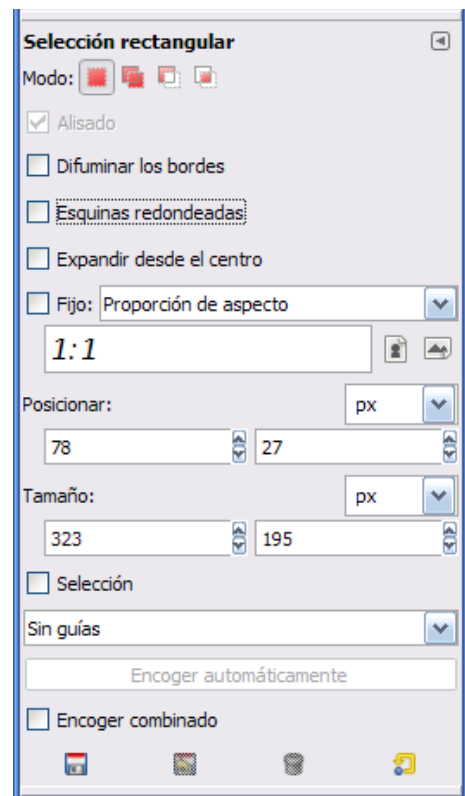 Selección rectangular
Modo:
Alisado
Difuminar los bordes
Esquinas redondeadas
Expandir desde el centro
Fijo: Proporción de aspecto
1:1
Posicionar: px
78 27
Tamaño: px
323 195
Selección
Sin guías
Encoger automáticamente
Encoger combinado